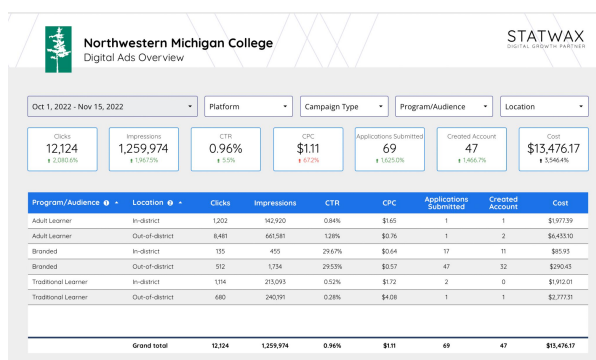 Northwestern Michigan College
Digital Ads Overview
STATWAX
DIGITAL GROWTH PARTNER
Oct 1, 2022 - Nov 15, 2022
Platform
Campaign Type
Program/Audience
Location
Clicks
12,124
2,080.6%
Impressions
1,259,974
1,967.5%
CTR
0.96%
5.5%
CPC
$1.11
67.2%
Applications Submitted
69
1,625.0%
Created Account
47
1,466.7%
Cost
$13,476.17
3,546.4%
Program/Audience Location Clicks Impressions CTR CPC Applications Submitted Created Account Cost
Adult Learner In-district 1,202 142,920 0.84% $1.65 1 1 $1,977.39
Adult Learner Out-of-district 8,481 661,581 1.28% $0.76 1 2 $6,433.10
Branded In-district 135 455 29.67% $0.64 17 11 $85.93
Branded Out-of-district 512 1,734 29.53% $0.57 47 32 $290.43
Traditional Learner In-district 1,114 213,093 0.52% $1.72 2 0 $1,912.01
Traditional Learner Out-of-district 680 240,191 0.28% $4.08 1 1 $2,777.31
Grand total 12,124 1,259,974 0.96% $1.11 69 47 $13,476.17